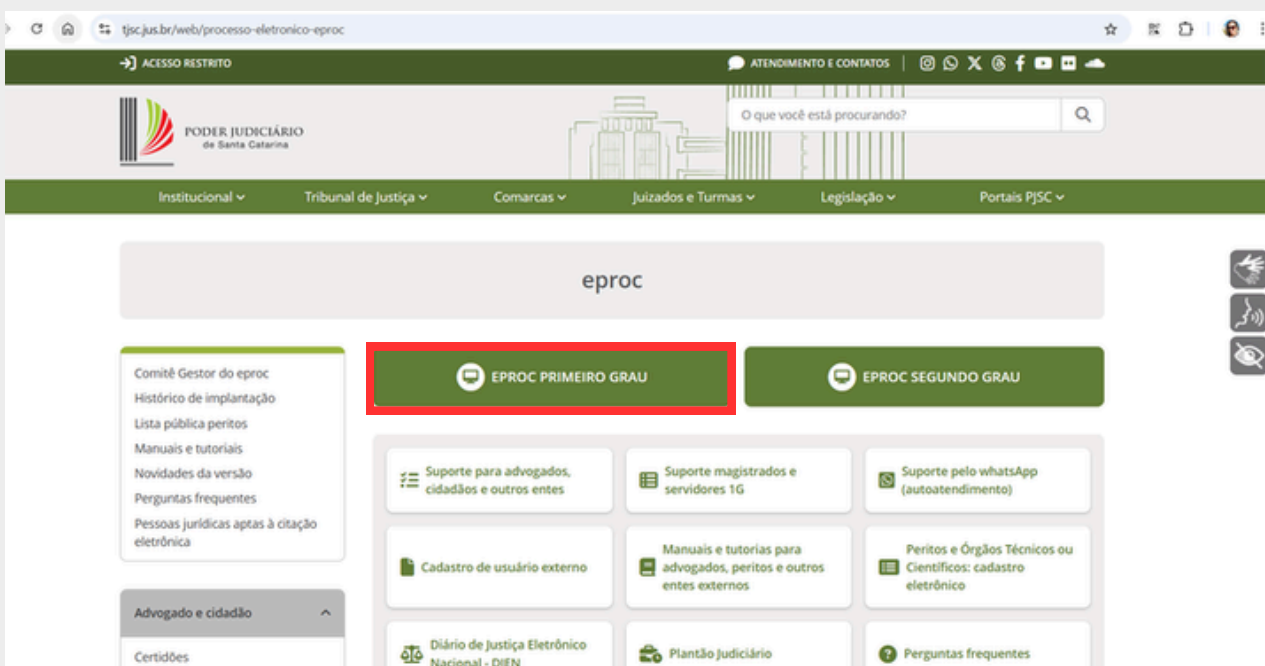 tjsc.jus.br/web/processo-eletronico-eproc
ACESSO RESTRITO
ATENDIMENTO E CONTATOS
PODER JUDICIÁRIO
de Santa Catarina
O que você está procurando?
Institucional
Tribunal de Justiça
Comarcas
Juizados e Turmas
Legislação
Portais PJSC
eproc
Comitê Gestor do eproc
Histórico de implantação
Lista pública peritos
Manuais e tutoriais
Novidades da versão
Perguntas frequentes
Pessoas jurídicas aptas à citação
eletrônica
Advogado e cidadão
Certidões
EPROC PRIMEIRO GRAU
EPROC SEGUNDO GRAU
Suporte para advogados,
cidadãos e outros entes
Suporte magistrados e
servidores 1G
Suporte pelo whatsApp
(autoatendimento)
Cadastro de usuário externo
Manuais e tutorias para
advogados, peritos e outros
entes externos
Peritos e Órgãos Técnicos ou
Científicos: cadastro
eletrônico
Diário de Justiça Eletrônico
Nacional - DJEN
Plantão Judiciário
Perguntas frequentes